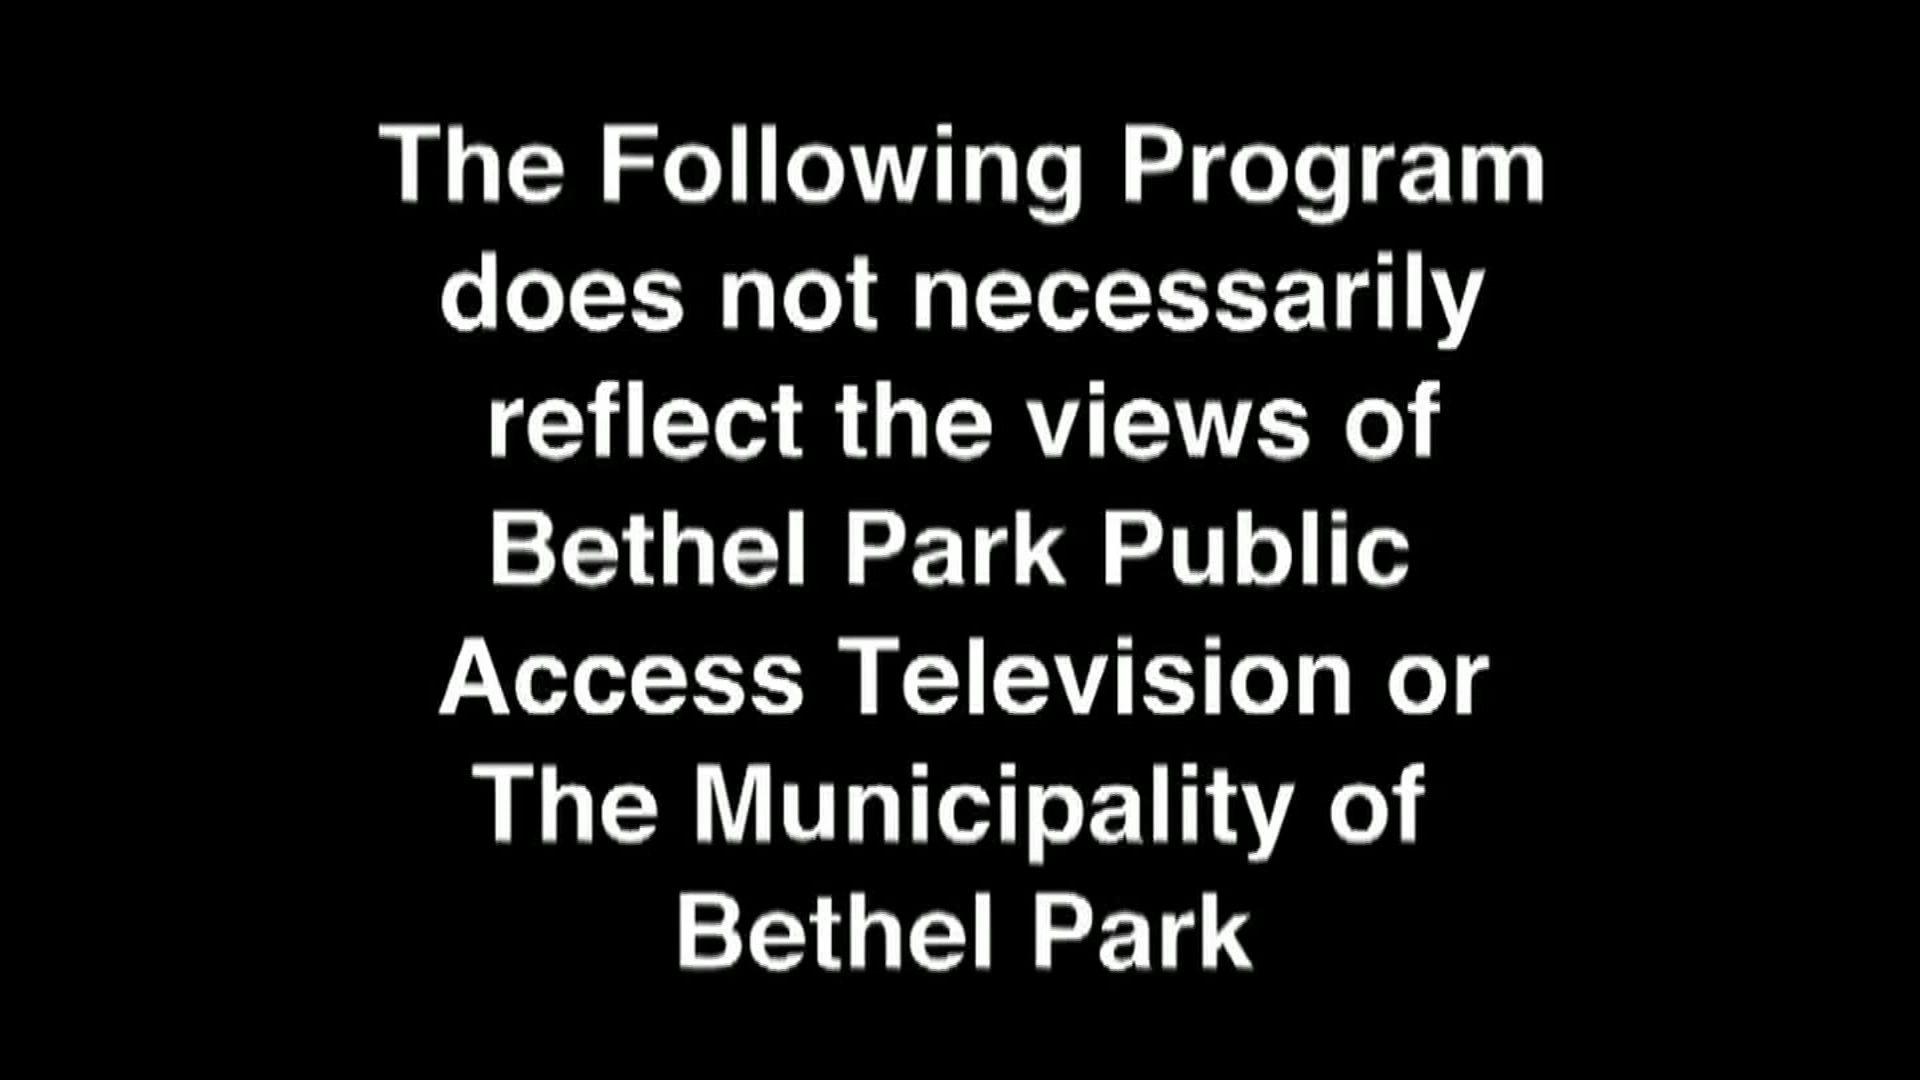 The Following Program
does not necessarily
reflect the views of
Bethel Park Public
Access Television or
The Municipality of
Bethel Park